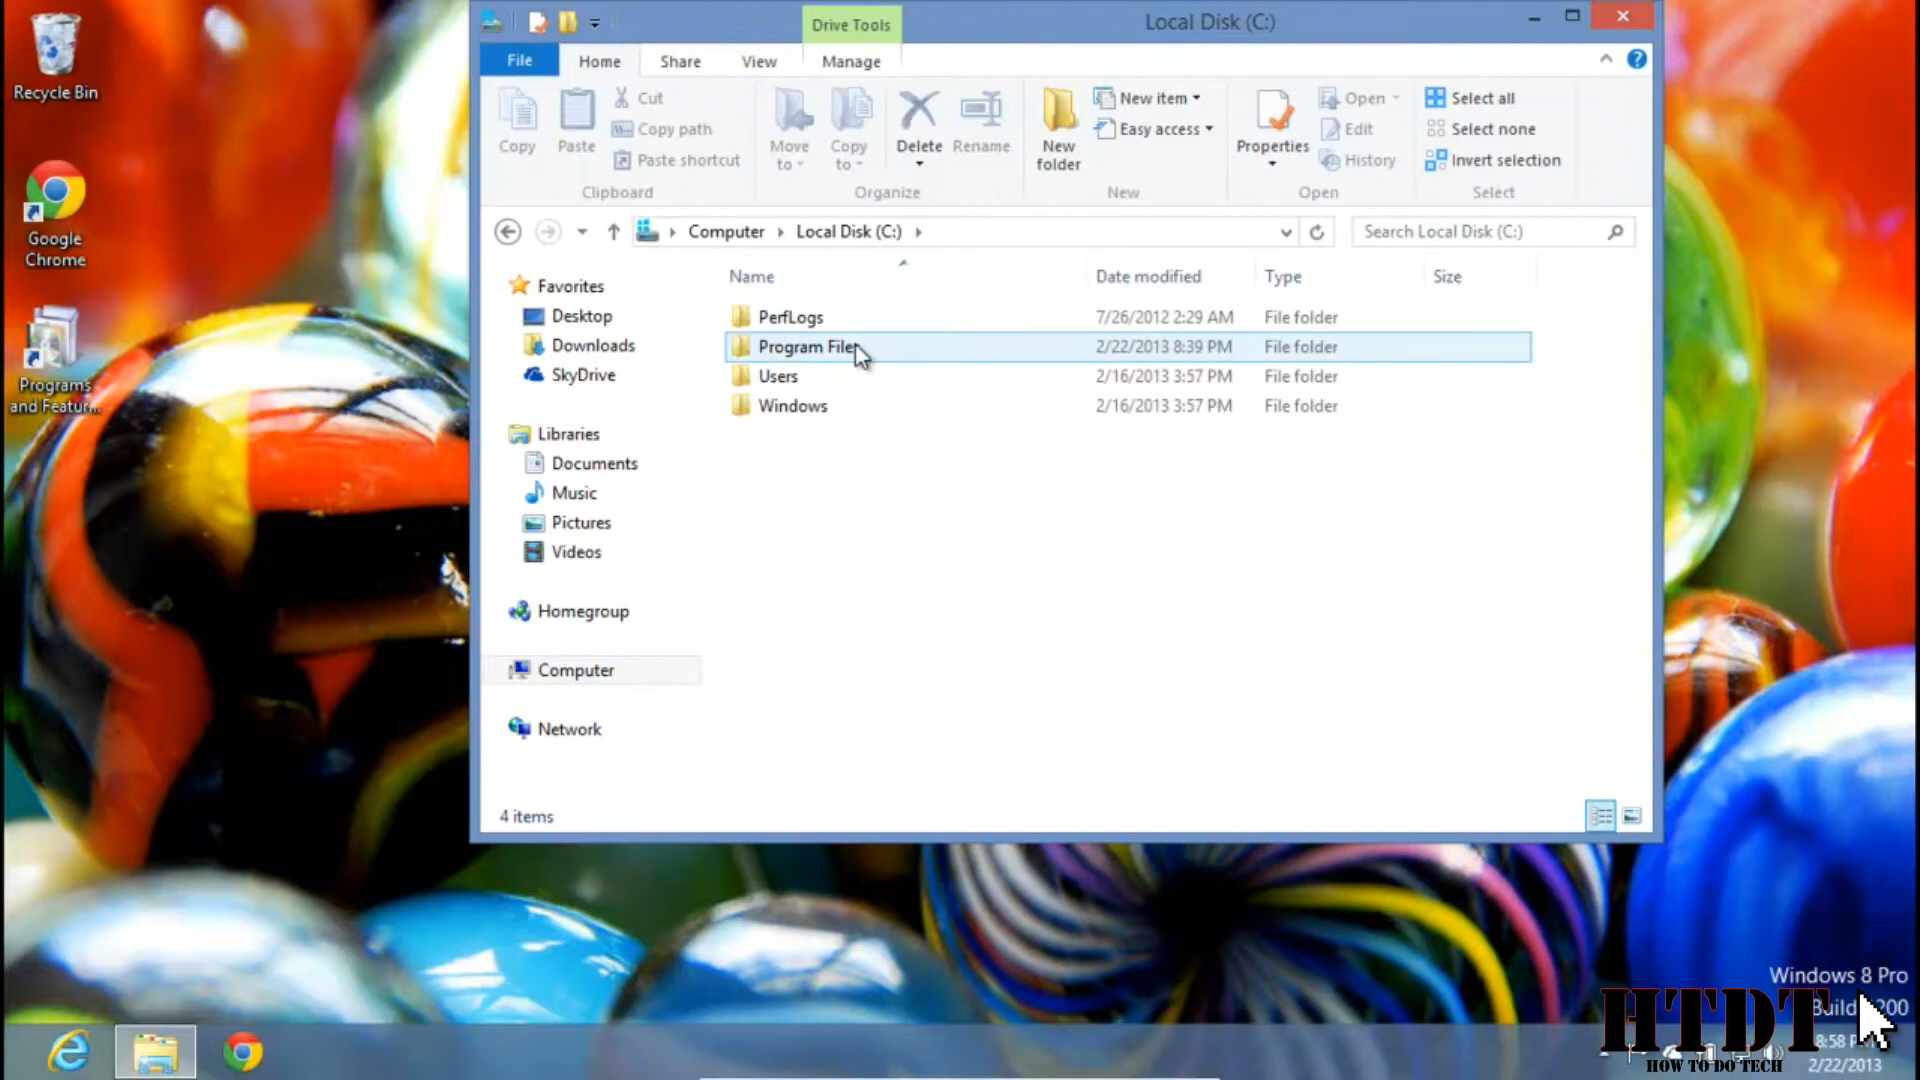 Drive Tools
Local Disk (C:)
File
Home
Share
View
Manage
Copy
Paste
Cut
Copy path
Paste shortcut
Clipboard
Move to
Copy to
Delete
Rename
Organize
New folder
New item
Easy access
New
Properties
Open
Edit
History
Open
Select all
Select none
Invert selection
Select
Computer
Local Disk (C:)
Search Local Disk (C:)
Name
Date modified
Type
Size
PerfLogs
7/26/2012 2:29 AM
File folder
Program Files
2/22/2013 8:39 PM
File folder
Users
2/16/2013 3:57 PM
File folder
Windows
2/16/2013 3:57 PM
File folder
Favorites
Desktop
Downloads
SkyDrive
Libraries
Documents
Music
Pictures
Videos
Homegroup
Computer
Network
4 items
Recycle Bin
Google
Chrome
Programs
and Featur...
Windows 8 Pro
HTDT
HOW TO DO TECH
2/22/2013